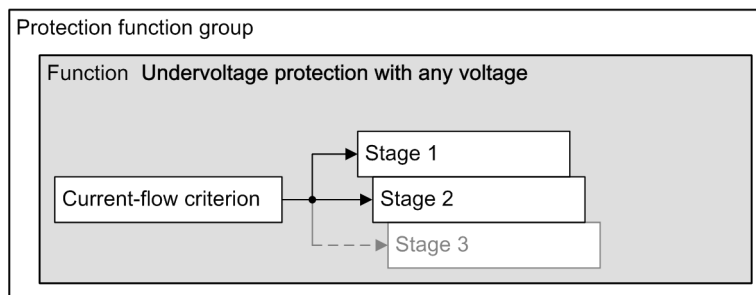 Protection function group
Function Undervoltage protection with any voltage
Stage 1
Current-flow criterion
Stage 2
Stage 3